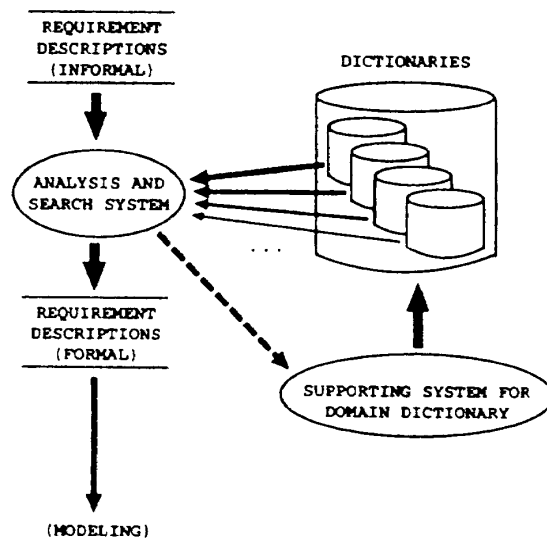 REQUIREMENT
DESCRIPTIONS
(INFORMAL)
DICTIONARIES
ANALYSIS AND
SEARCH SYSTEM
...
REQUIREMENT
DESCRIPTIONS
(FORMAL)
SUPPORTING SYSTEM FOR
DOMAIN DICTIONARY
(MODELING)